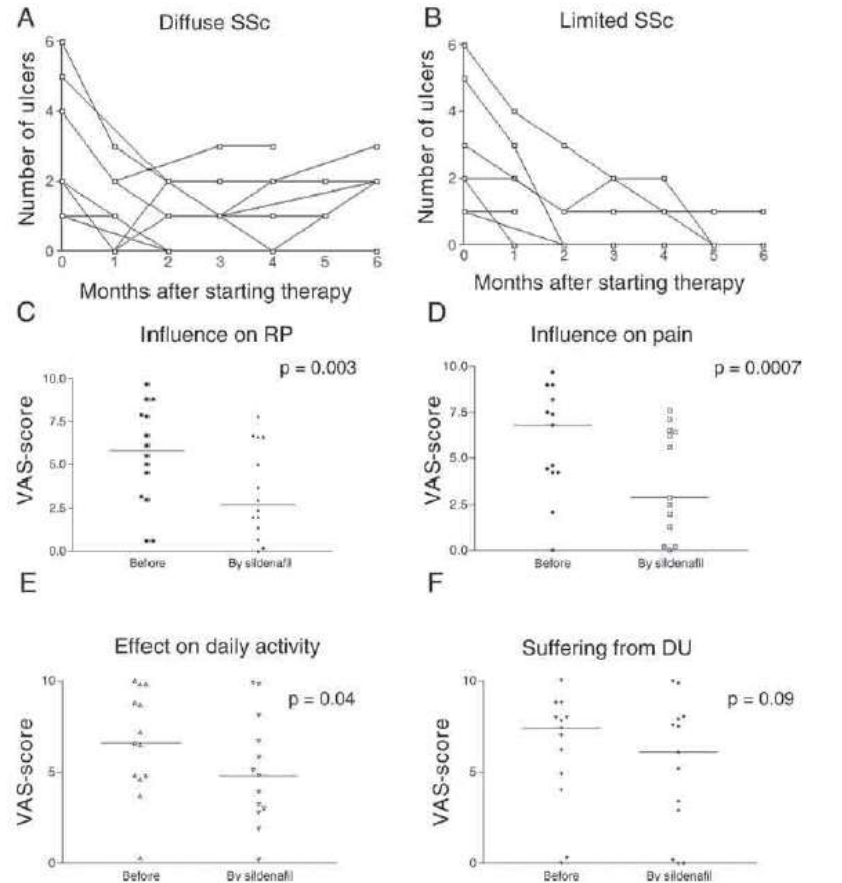 A
Diffuse SSc
Number of ulcers
6
4
2
0
0 1 2 3 4 5 6
Months after starting therapy
B
Limited SSc
Number of ulcers
6
4
2
0
0 1 2 3 4 5 6
Months after starting therapy
C
Influence on RP
p = 0.003
VAS-score
10.0
7.5
5.0
2.5
0.0
Before By sildenafil
D
Influence on pain
p = 0.0007
VAS-score
10.0
7.5
5.0
2.5
0.0
Before By sildenafil
E
Effect on daily activity
p = 0.04
VAS-score
10
5
0
Before By sildenafil
F
Suffering from DU
p = 0.09
VAS-score
10
5
0
Before By sildenafil